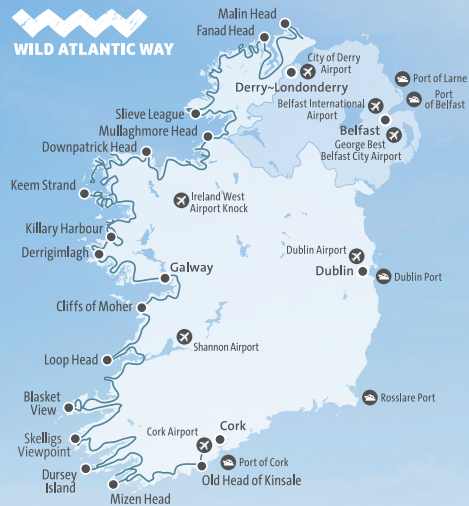 WILD ATLANTIC WAY
Malin Head
Fanad Head
City of Derry
Airport
Derry~Londonderry
Port of Larne
Port
of Belfast
Belfast International
Airport
Belfast
George Best
Belfast City Airport
Slieve League
Mullaghmore Head
Downpatrick Head
Keem Strand
Ireland West
Airport Knock
Killary Harbour
Derrigimlagh
Galway
Dublin Airport
Dublin
Dublin Port
Cliffs of Moher
Shannon Airport
Loop Head
Blasket
View
Rosslare Port
Skelligs
Viewpoint
Cork Airport
Cork
Port of Cork
Dursey
Island
Old Head of Kinsale
Mizen Head